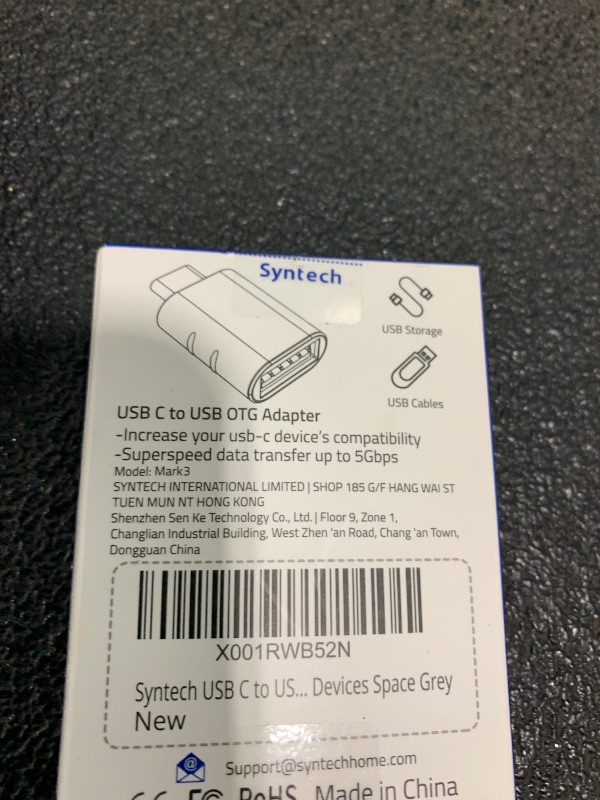 Syntech
USB Storage
USB Cables
USB C to USB OTG Adapter
-Increase your usb-c device's compatibility
-Superspeed data transfer up to 5Gbps
Model: Mark3
SYNTECH INTERNATIONAL LIMITED | SHOP 185 G/F HANG WAI ST
TUEN MUN NT HONG KONG
Shenzhen Sen Ke Technology Co., Ltd. | Floor 9, Zone 1,
Changlian Industrial Building, West Zhen 'an Road, Chang 'an Town,
Dongguan China
X001RWB52N
Syntech USB C to US... Devices Space Grey
New
Support@syntechhome.com
CE FC RoHS Made in China